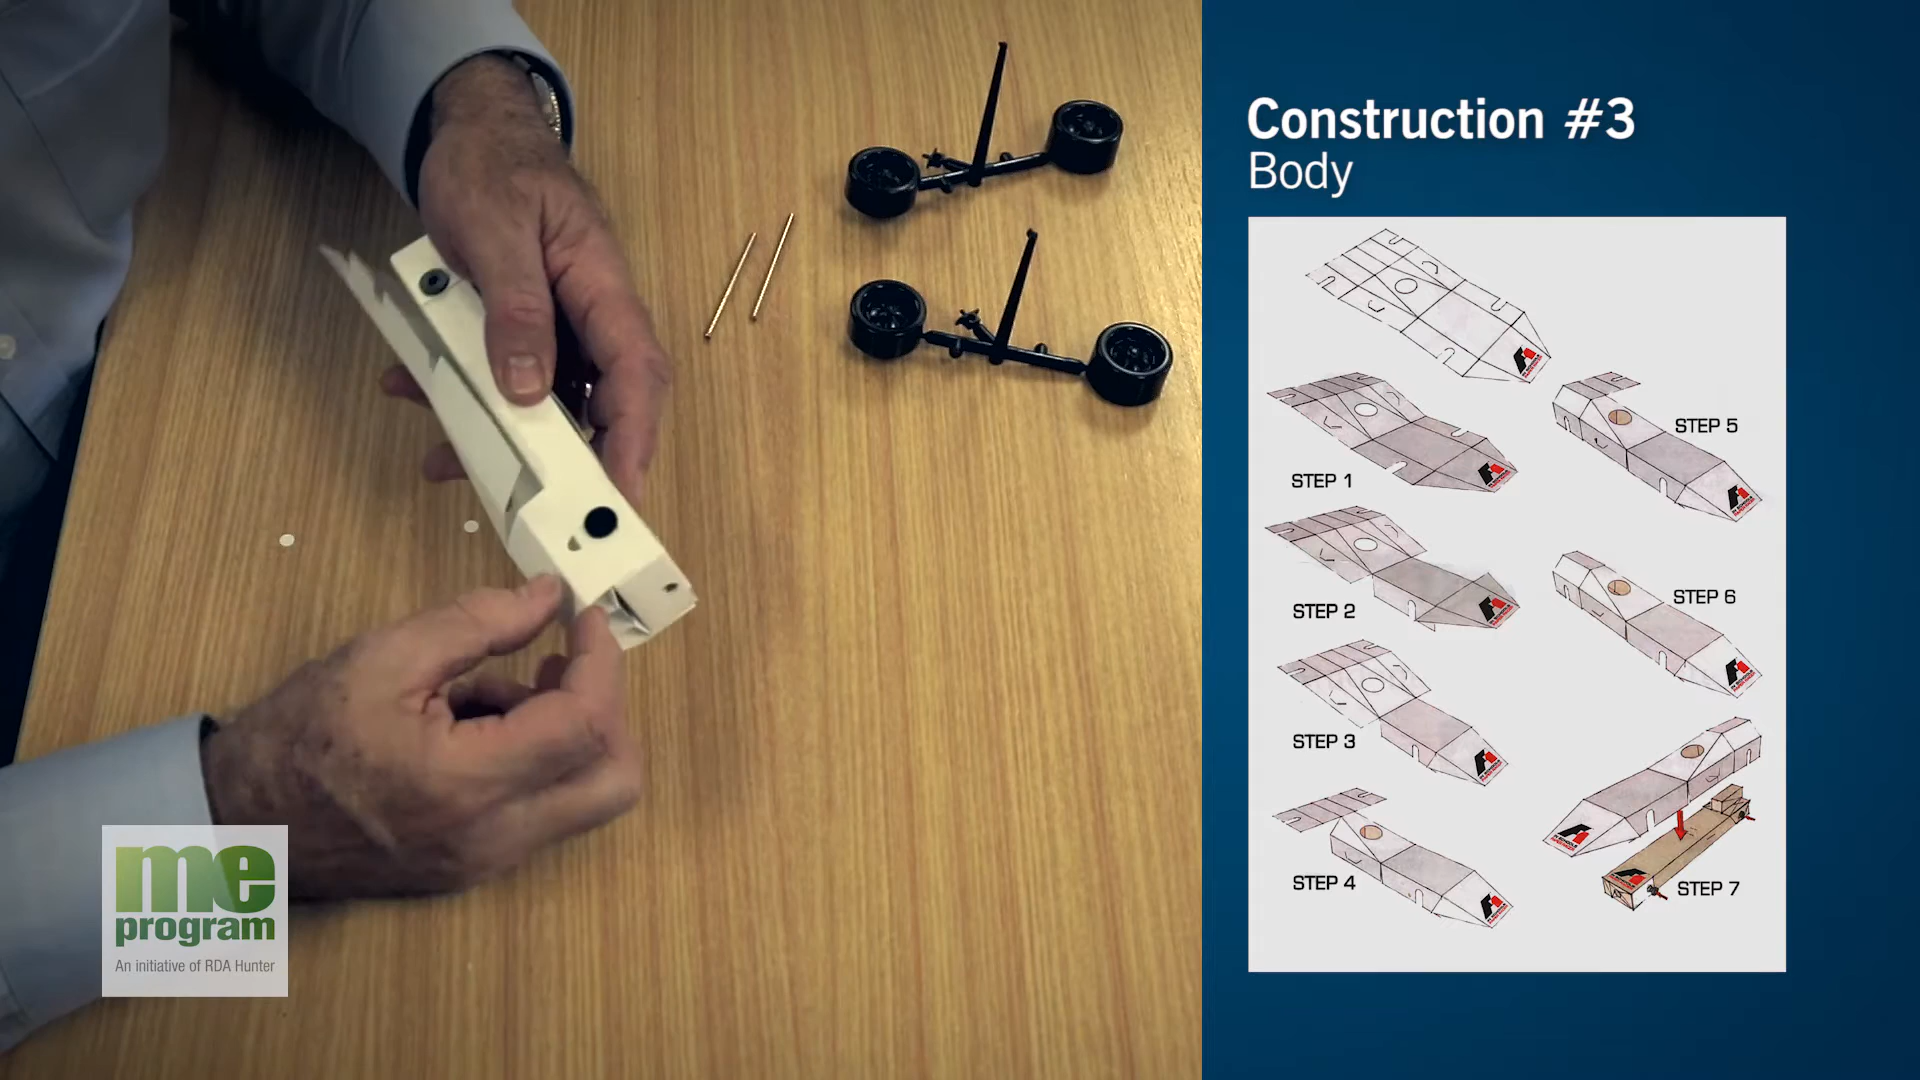 Construction #3
Body
STEP 1
STEP 2
STEP 3
STEP 4
STEP 5
STEP 6
STEP 7
me
program
An initiative of RDA Hunter